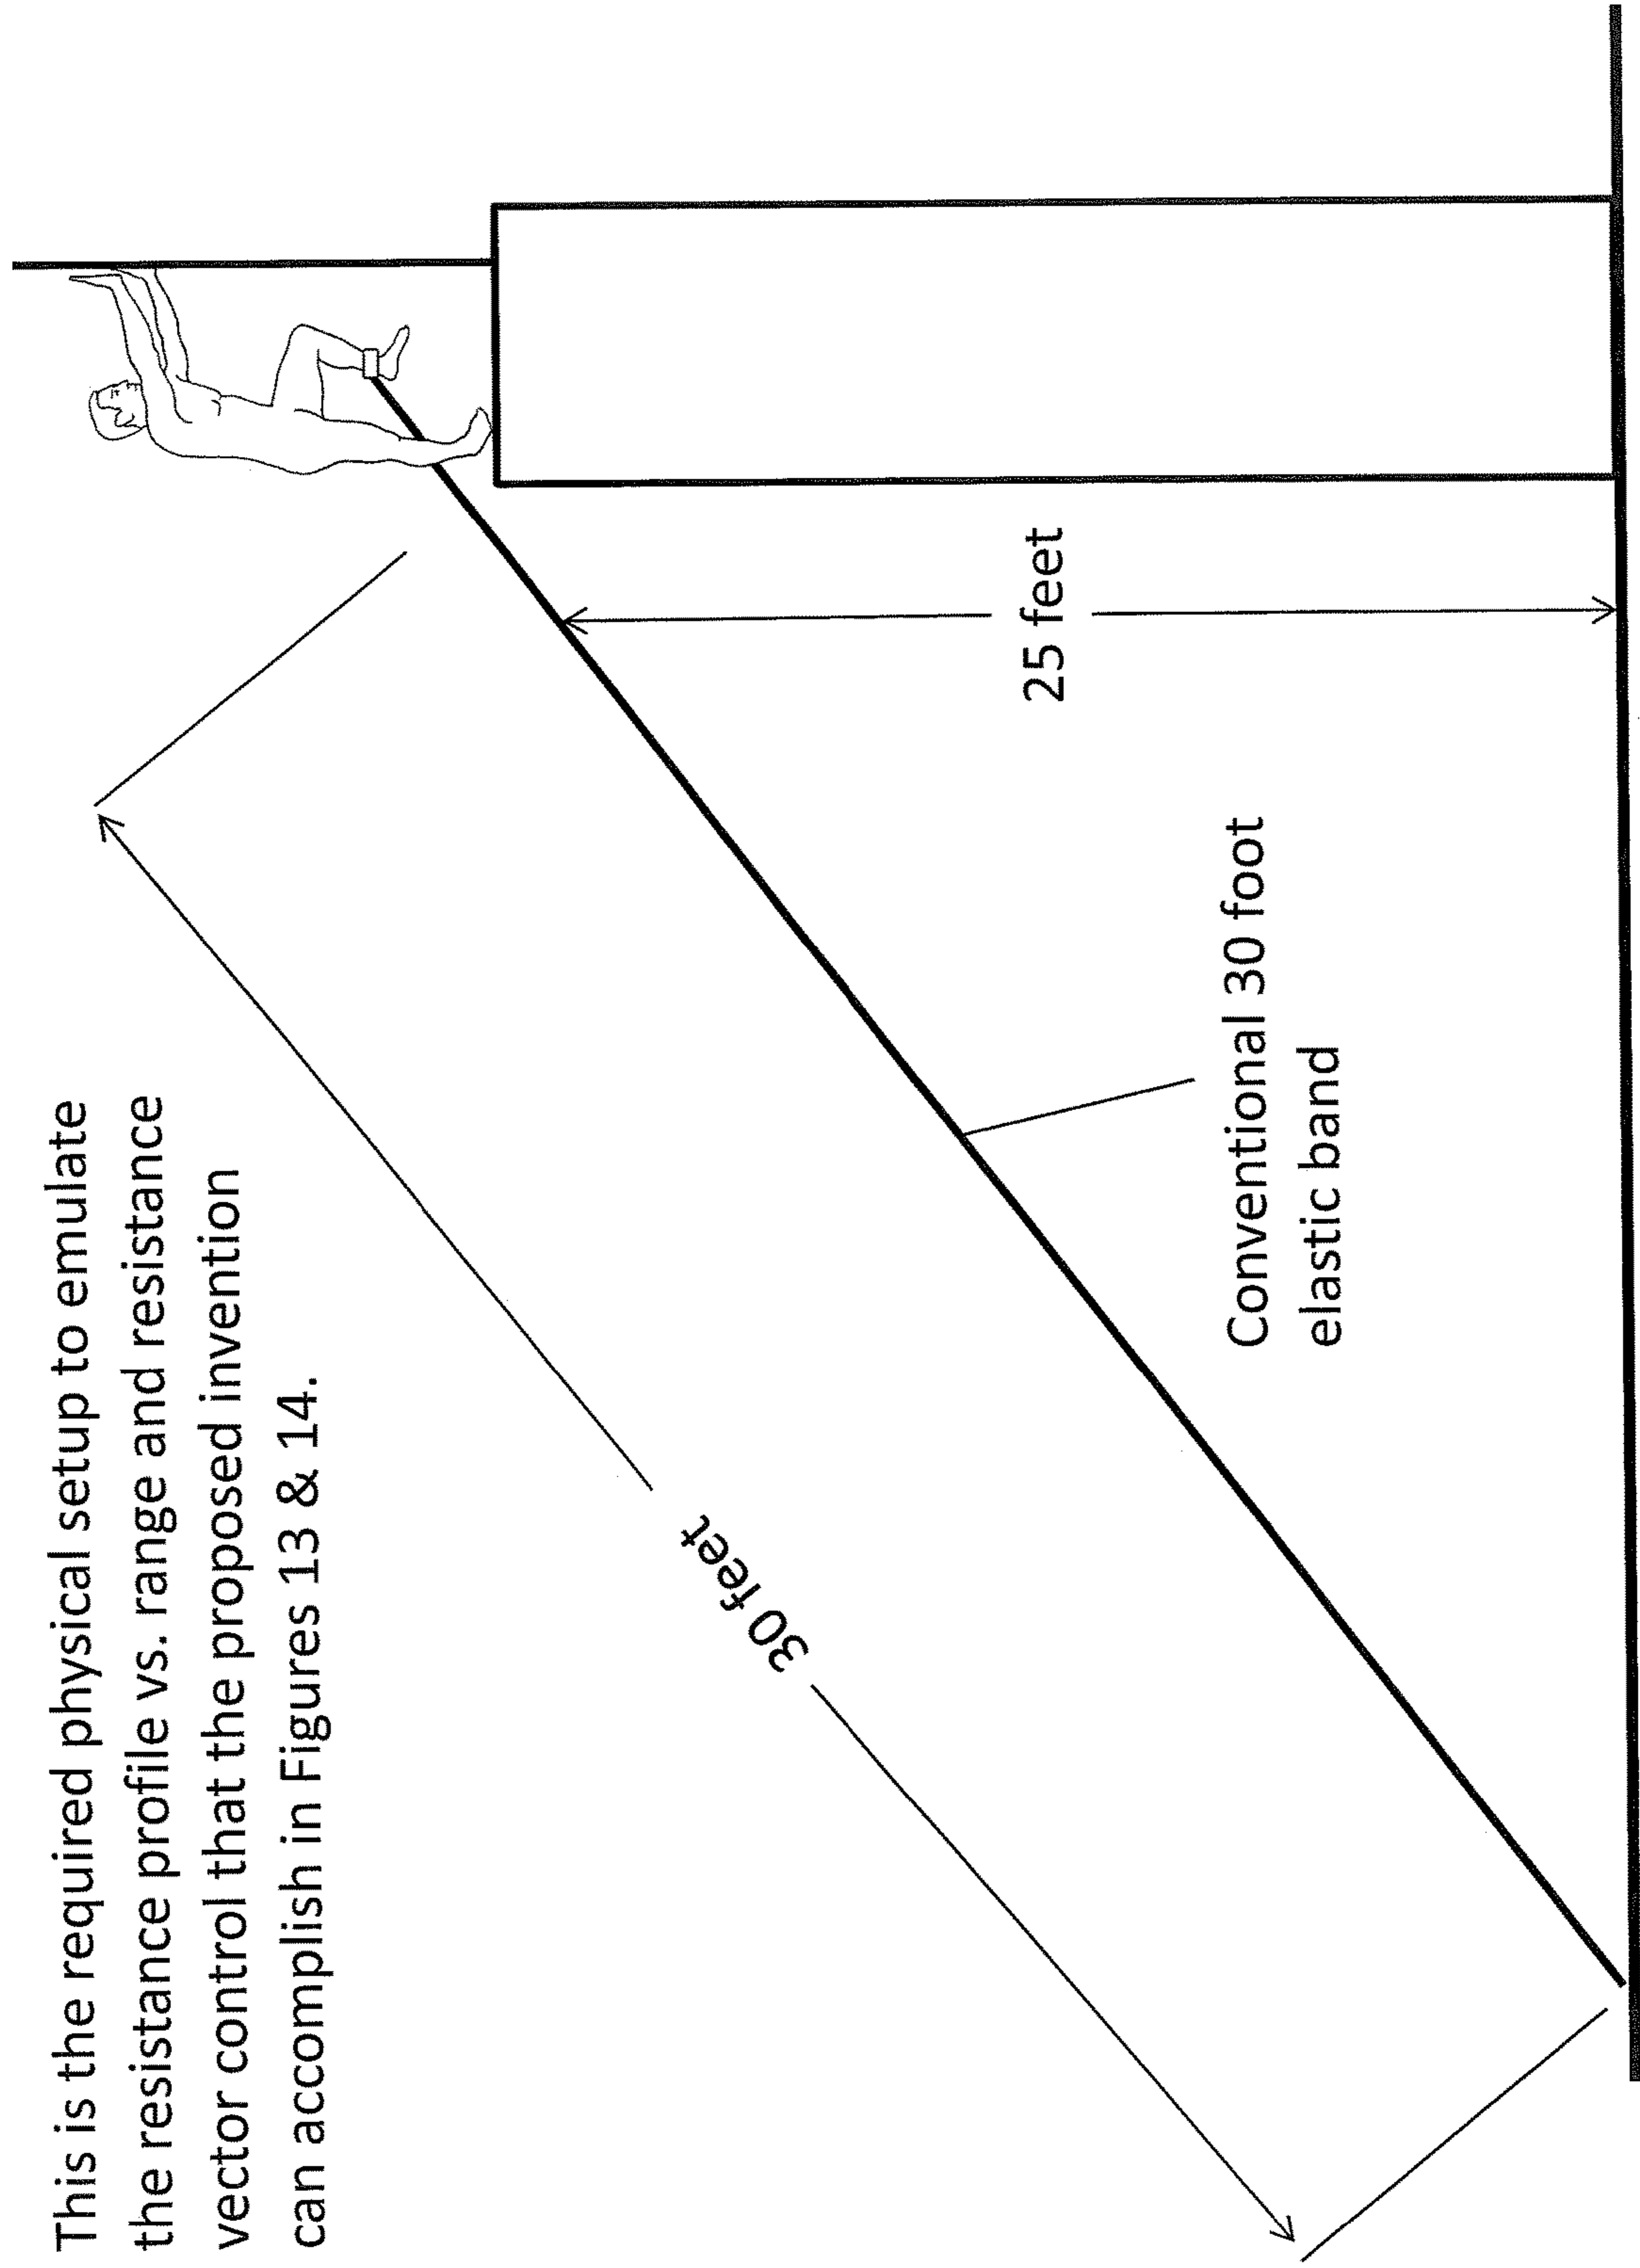 This is the required physical setup to emulate
the resistance profile vs. range and resistance
vector control that the proposed invention
can accomplish in Figures 13 & 14.
30 feet
25 feet
Conventional 30 foot
elastic band